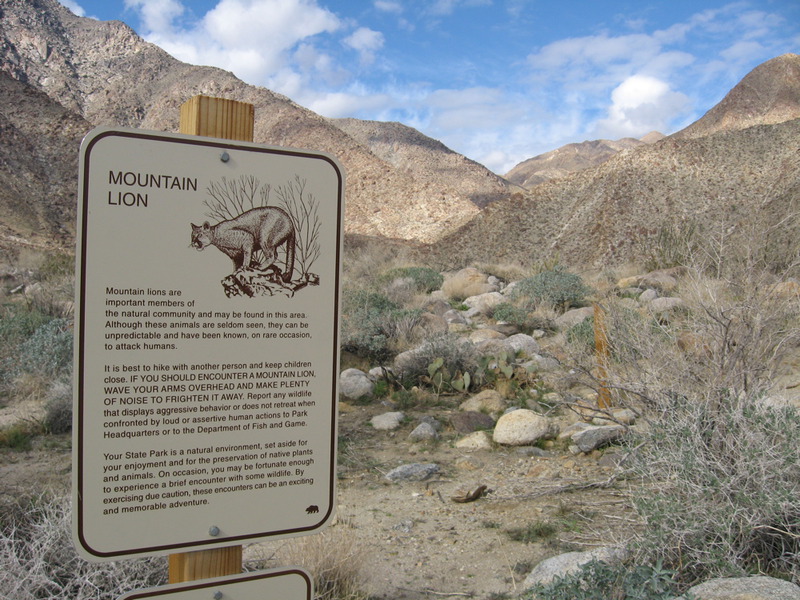 MOUNTAIN
LION
Mountain lions are
important members of
the natural community and may be found in this area.
Although these animals are seldom seen, they can be
unpredictable and have been known, on rare occasion,
to attack humans.
It is best to hike with another person and keep children
close. IF YOU SHOULD ENCOUNTER A MOUNTAIN LION,
WAVE YOUR ARMS OVERHEAD AND MAKE PLENTY
OF NOISE TO FRIGHTEN IT AWAY. Report any wildlife
that displays aggressive behavior or does not retreat when
confronted by loud or assertive human actions to Park
Headquarters or to the Department of Fish and Game.
Your State Park is a natural environment, set aside for
your enjoyment and for the preservation of native plants
and animals. On occasion, you may be fortunate enough
to experience a brief encounter with some wildlife. By
exercising due caution, these encounters can be an exciting
and memorable adventure.